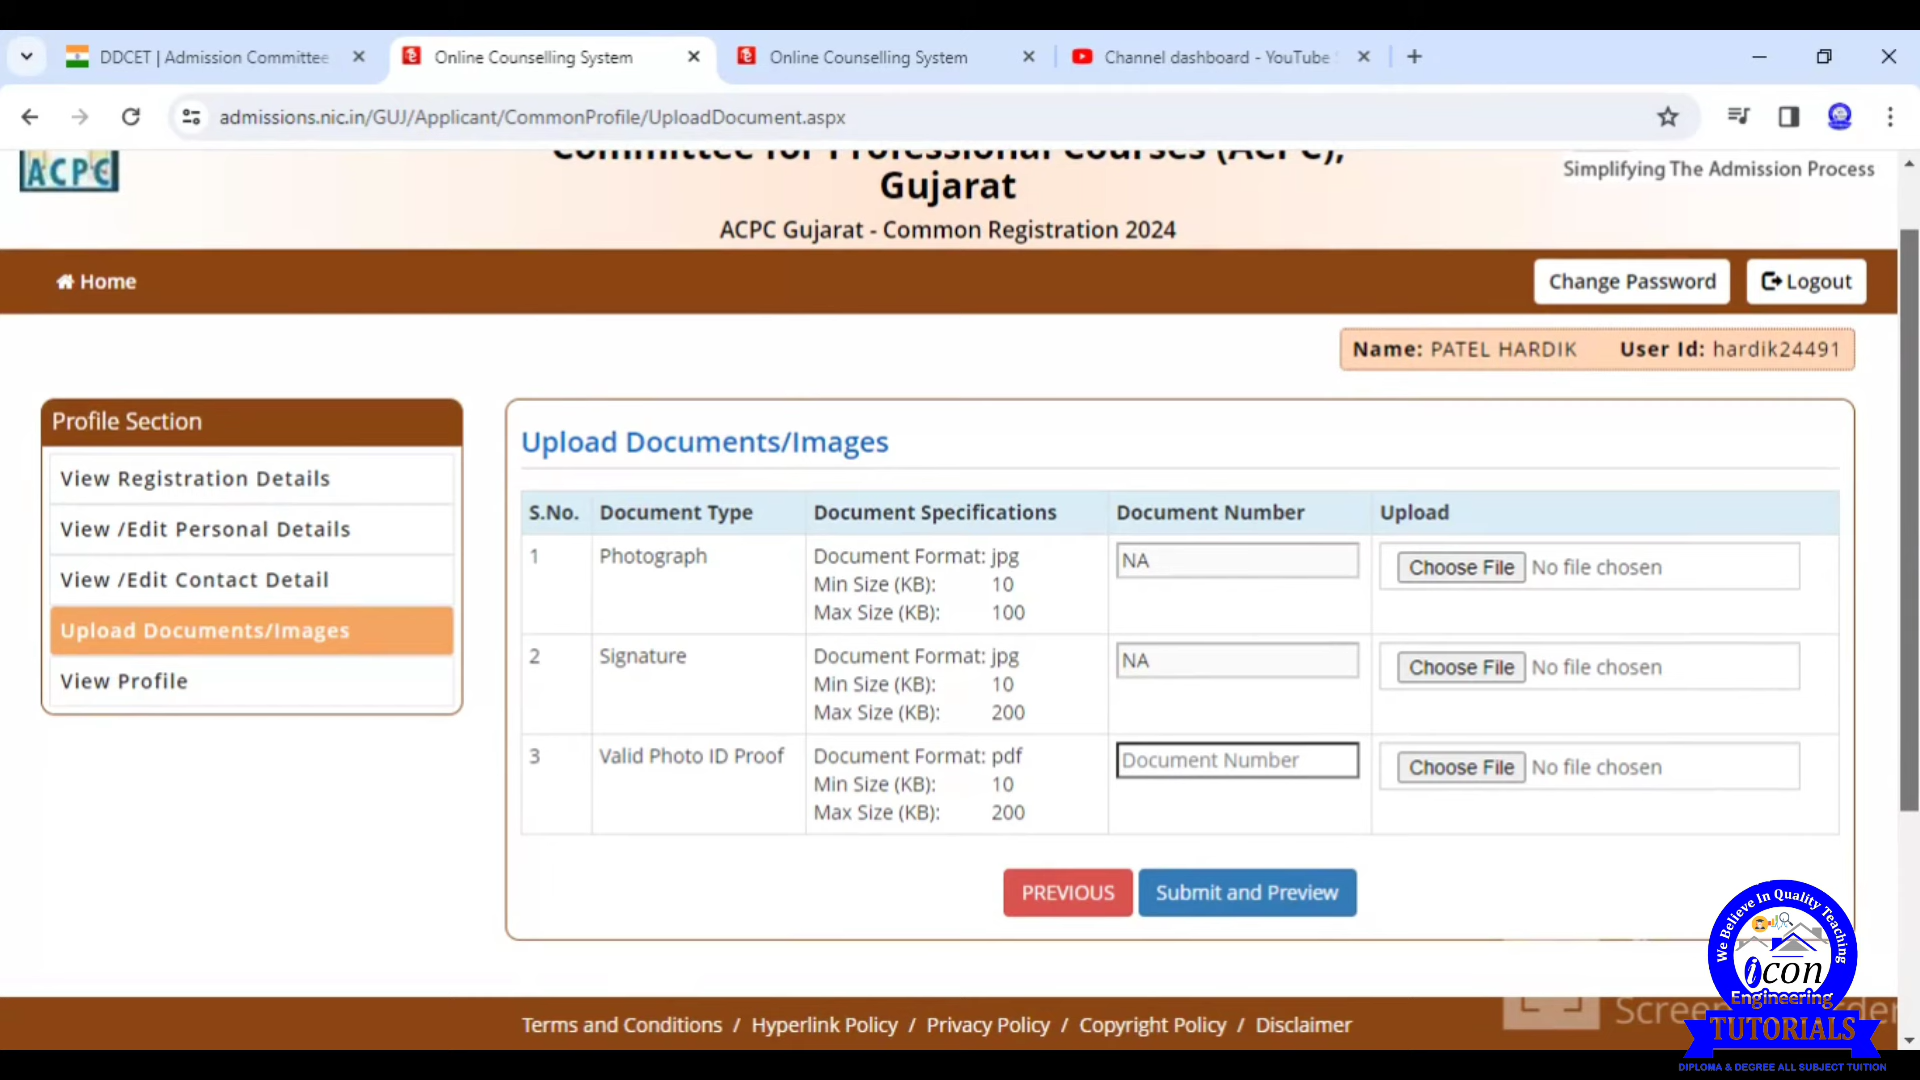 DDCET | Admission Committee
Online Counselling System
Online Counselling System
Channel dashboard - YouTube
admissions.nic.in/GUJ/Applicant/CommonProfile/UploadDocument.aspx
ACPC
Committee for Professional Courses (ACPC),
Gujarat
ACPC Gujarat - Common Registration 2024
Simplifying The Admission Process
Home
Change Password
Logout
Name: PATEL HARDIK User Id: hardik24491
Profile Section
View Registration Details
View /Edit Personal Details
View /Edit Contact Detail
Upload Documents/Images
View Profile
Upload Documents/Images
S.No. Document Type Document Specifications Document Number Upload
1 Photograph Document Format: jpg NA Choose File No file chosen
Min Size (KB): 10
Max Size (KB): 100
2 Signature Document Format: jpg NA Choose File No file chosen
Min Size (KB): 10
Max Size (KB): 200
3 Valid Photo ID Proof Document Format: pdf Document Number Choose File No file chosen
Min Size (KB): 10
Max Size (KB): 200
PREVIOUS Submit and Preview
Terms and Conditions / Hyperlink Policy / Privacy Policy / Copyright Policy / Disclaimer
We Believe In Quality Teaching
icon
Engineering
TUTORIALS
DIPLOMA & DEGREE ALL SUBJECT TUITION